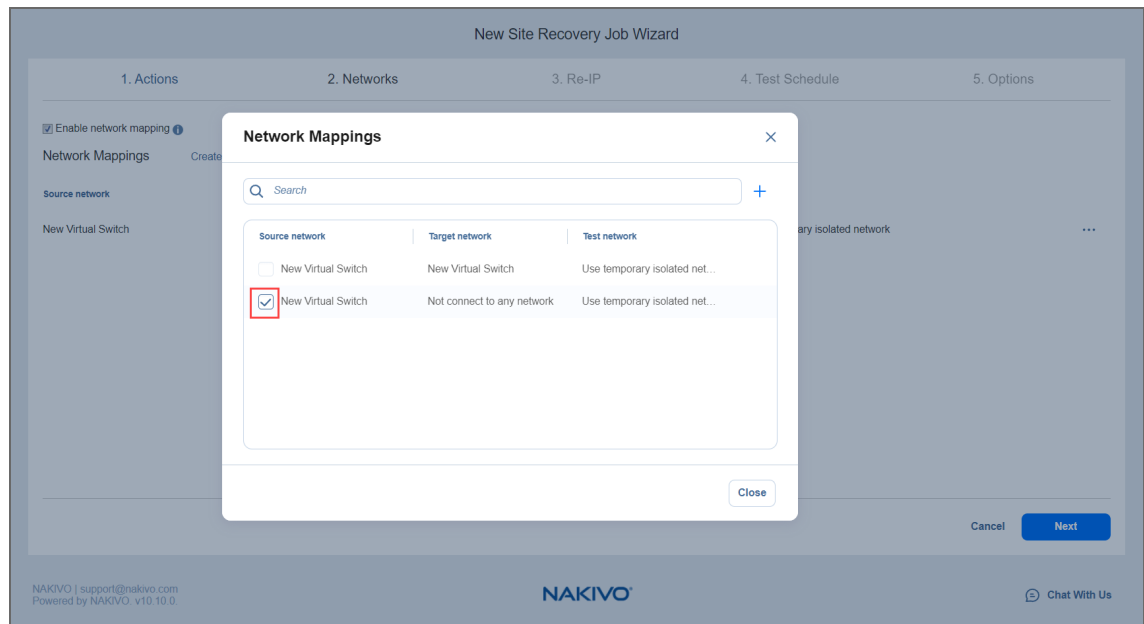 New Site Recovery Job Wizard
1. Actions 2. Networks 3. Re-IP 4. Test Schedule 5. Options
Enable network mapping
Network Mappings Create
Source network
New Virtual Switch ary isolated network ...
Network Mappings
Search
Source network Target network Test network
New Virtual Switch New Virtual Switch Use temporary isolated net...
New Virtual Switch Not connect to any network Use temporary isolated net...
Close
Cancel Next
NAKIVO | support@nakivo.com
Powered by NAKIVO. v10.10.0.
NAKIVO®
Chat With Us